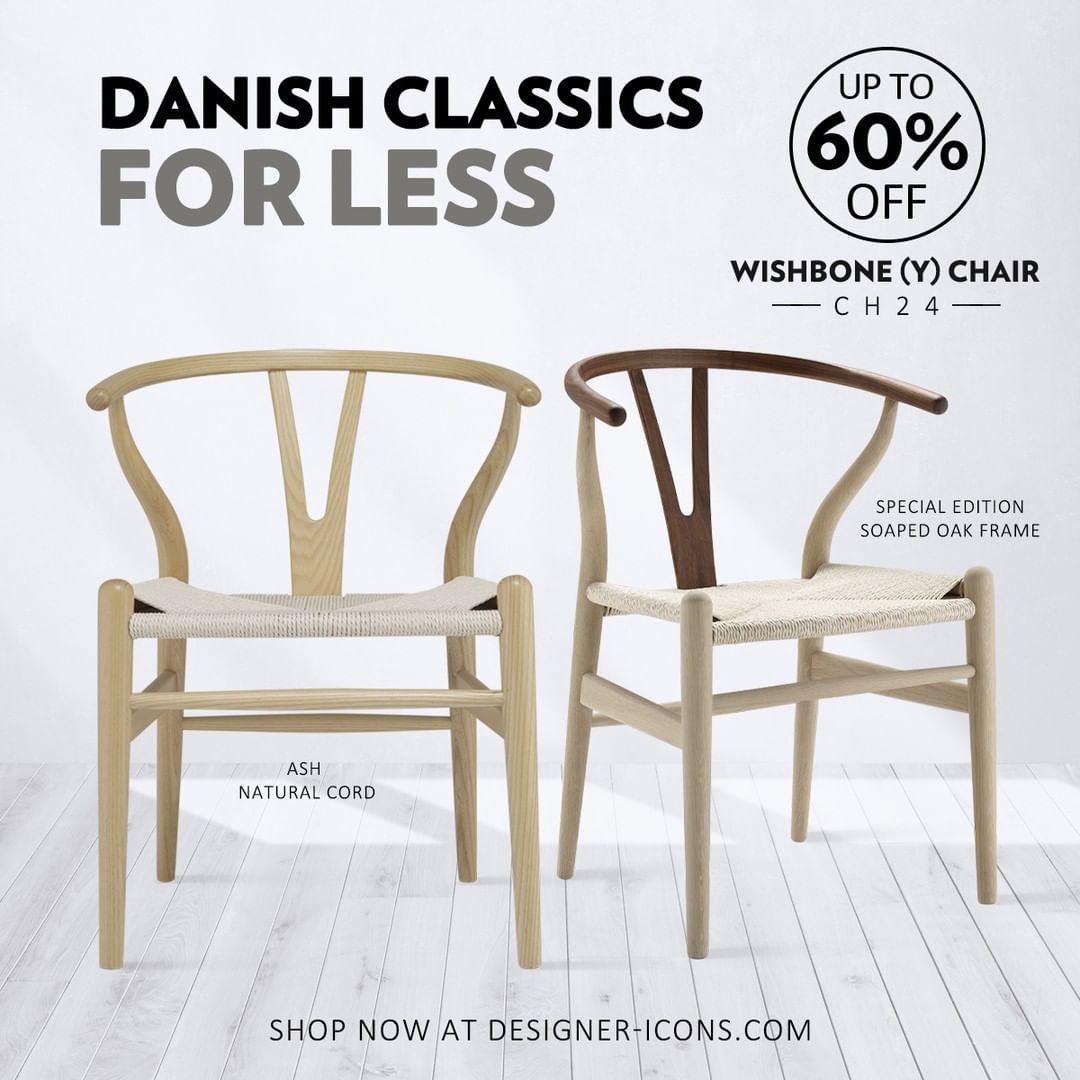 DANISH CLASSICS
FOR LESS
UP TO
60%
OFF
WISHBONE (Y) CHAIR
CH24
SPECIAL EDITION
SOAPED OAK FRAME
ASH
NATURAL CORD
SHOP NOW AT DESIGNER-ICONS.COM